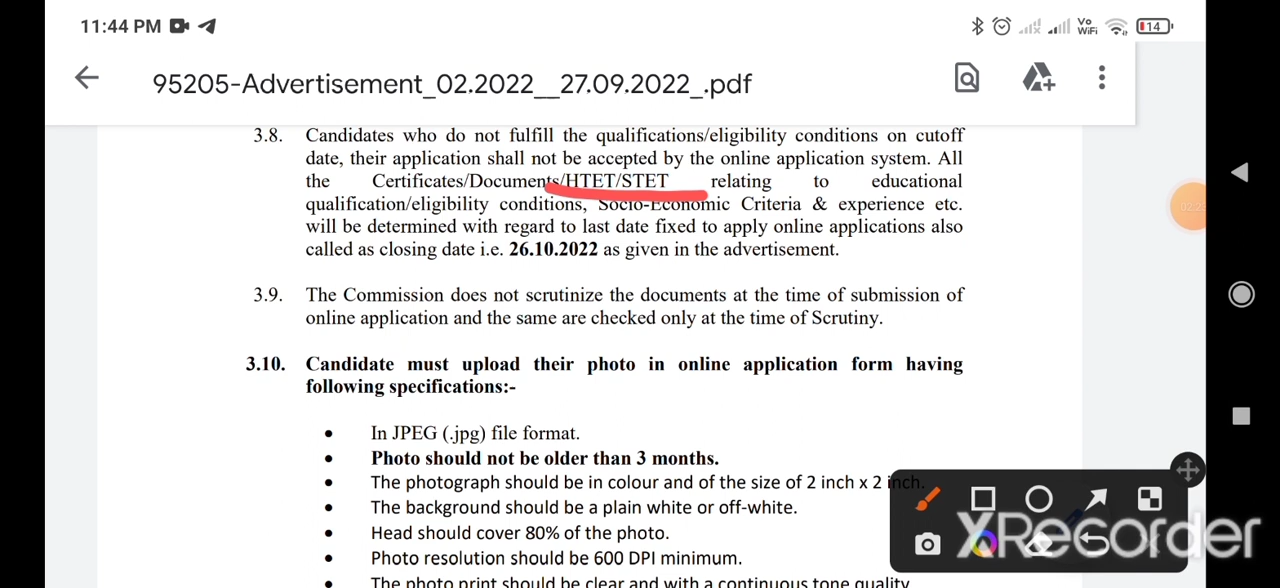 11:44 PM
Vo
WiFi
14
95205-Advertisement_02.2022__27.09.2022_.pdf
3.8. Candidates who do not fulfill the qualifications/eligibility conditions on cutoff
date, their application shall not be accepted by the online application system. All
the Certificates/Documents/HTET/STET relating to educational
qualification/eligibility conditions, Socio-Economic Criteria & experience etc.
will be determined with regard to last date fixed to apply online applications also
called as closing date i.e. 26.10.2022 as given in the advertisement.
3.9. The Commission does not scrutinize the documents at the time of submission of
online application and the same are checked only at the time of Scrutiny.
3.10. Candidate must upload their photo in online application form having
following specifications:-
• In JPEG (.jpg) file format.
• Photo should not be older than 3 months.
• The photograph should be in colour and of the size of 2 inch x 2 inch.
• The background should be a plain white or off-white.
• Head should cover 80% of the photo.
• Photo resolution should be 600 DPI minimum.
• The photo print should be clear and with a continuous tone quality
XRecorder